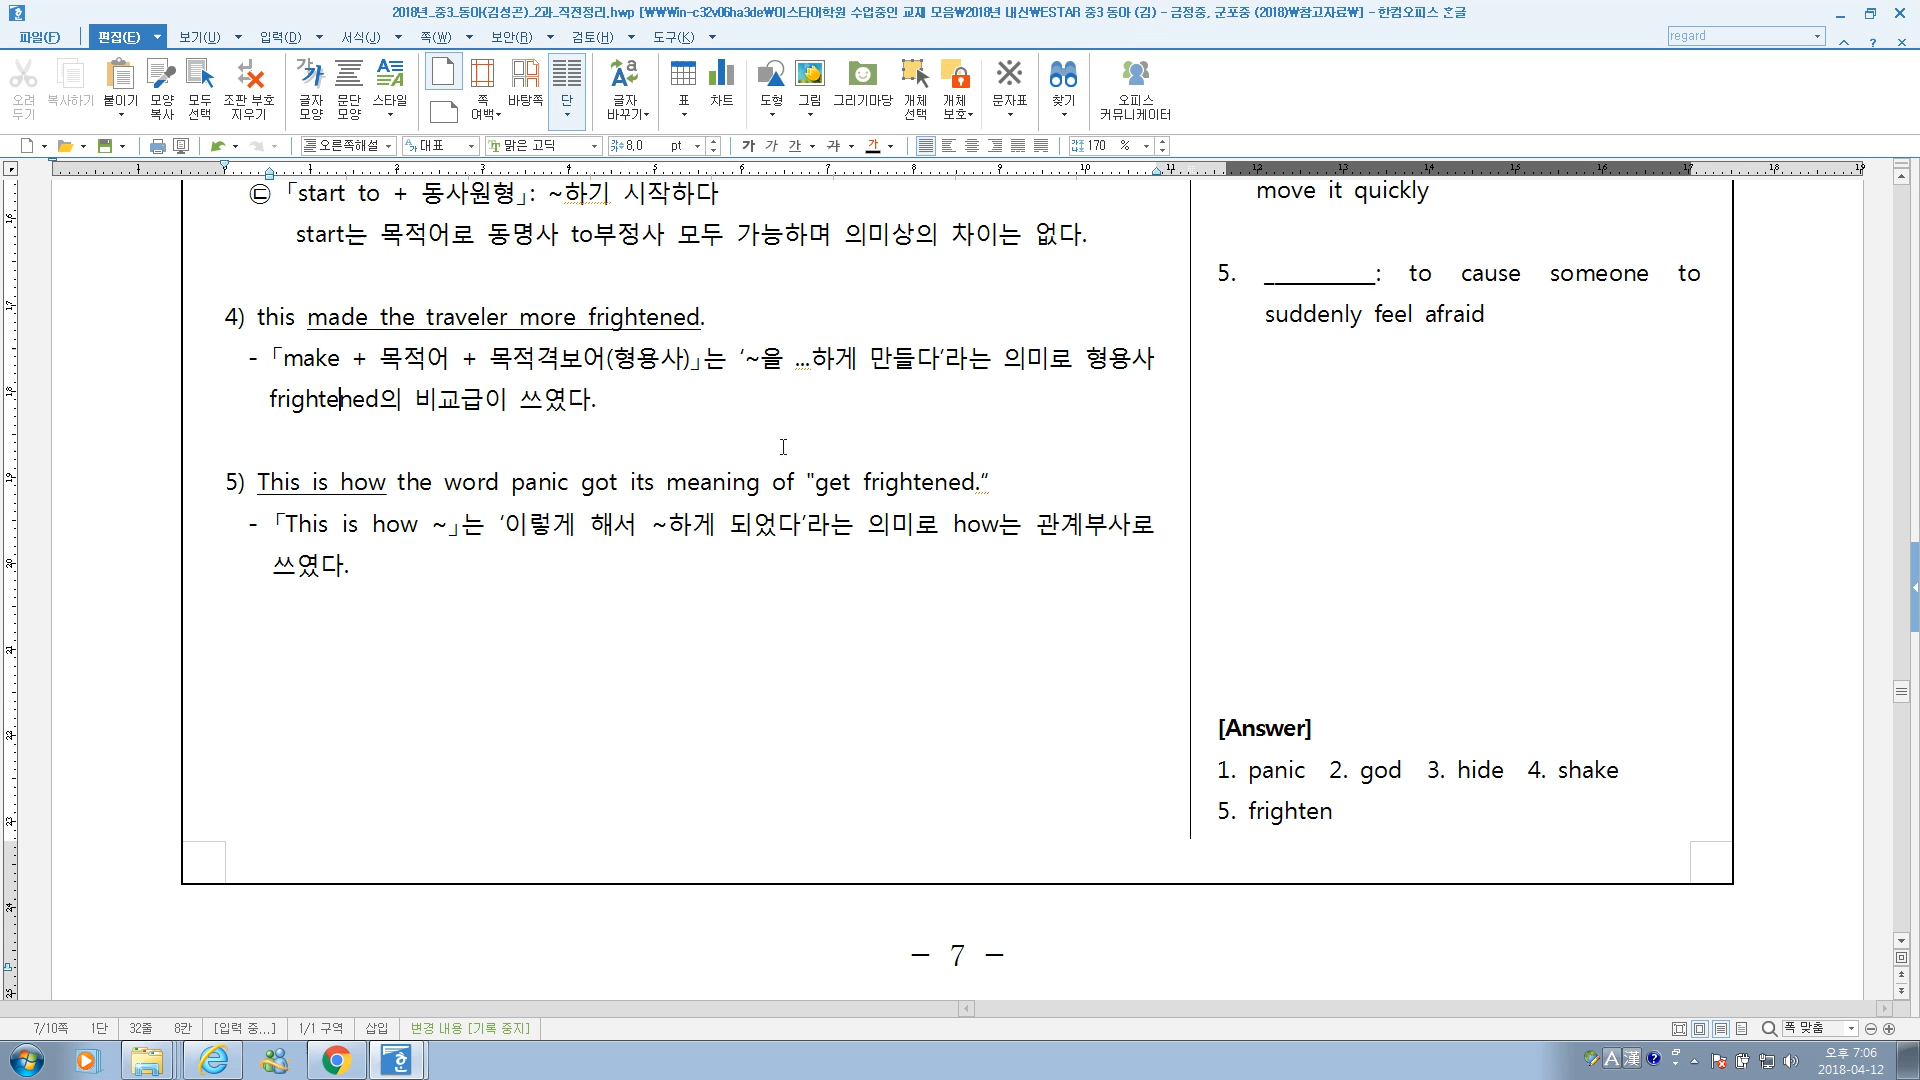 2018년_중3_동아(김성곤)_2과_직전정리.hwp [₩₩Win-c32v06ha3de₩이스타어학원 수업중인 교재 모음₩2018년 내신₩ESTAR 중3 동아 (김) - 금정중, 군포중 (2018)₩참고자료₩] - 한컴오피스 한글
파일(F) 편집(E) 보기(U) 입력(D) 서식(J) 쪽(W) 보안(R) 검토(H) 도구(K) regard
오려 두기 복사하기 붙이기 모양 복사 모두 선택 조판 부호 지우기 글자 모양 문단 모양 스타일 쪽 여백 바탕쪽 단 글자 바꾸기 표 차트 도형 그림 그리기마당 개체 선택 개체 보호 문자표 찾기 오피스 커뮤니케이터
오른쪽해설 대표 맑은 고딕 8,0 pt 가 가 가 가 가 170 %
㉢ 「start to + 동사원형」: ~하기 시작하다
start는 목적어로 동명사 to부정사 모두 가능하며 의미상의 차이는 없다.
4) this made the traveler more frightened.
- 「make + 목적어 + 목적격보어(형용사)」는 ‘~을 ...하게 만들다’라는 의미로 형용사
frightened의 비교급이 쓰였다.
5) This is how the word panic got its meaning of "get frightened.“
- 「This is how ~」는 ‘이렇게 해서 ~하게 되었다’라는 의미로 how는 관계부사로
쓰였다.
move it quickly
5. __________: to cause someone to
suddenly feel afraid
[Answer]
1. panic 2. god 3. hide 4. shake
5. frighten
- 7 -
7/10쪽 1단 32줄 8칸 [입력 중...] 1/1 구역 삽입 변경 내용 [기록 중지] 폭 맞춤
A 漢 오후 7:06
2018-04-12